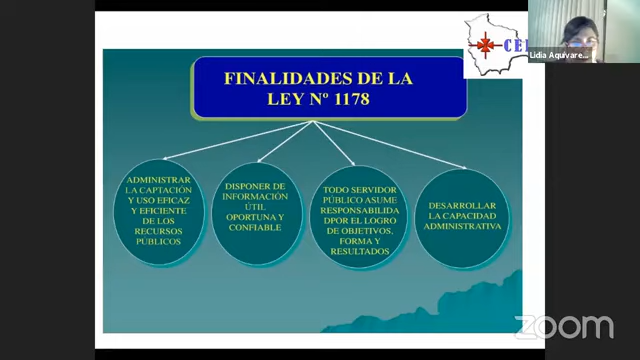 FINALIDADES DE LA
LEY Nº 1178
ADMINISTRAR
LA CAPTACIÓN
Y USO EFICAZ
Y EFICIENTE
DE LOS
RECURSOS
PÚBLICOS
DISPONER DE
INFORMACIÓN
ÚTIL
OPORTUNA Y
CONFIABLE
TODO SERVIDOR
PÚBLICO ASUME
RESPONSABILIDA
DPOR EL LOGRO
DE OBJETIVOS,
FORMA Y
RESULTADOS
DESARROLLAR
LA CAPACIDAD
ADMINISTRATIVA
Lidia Aquivare...
zoom